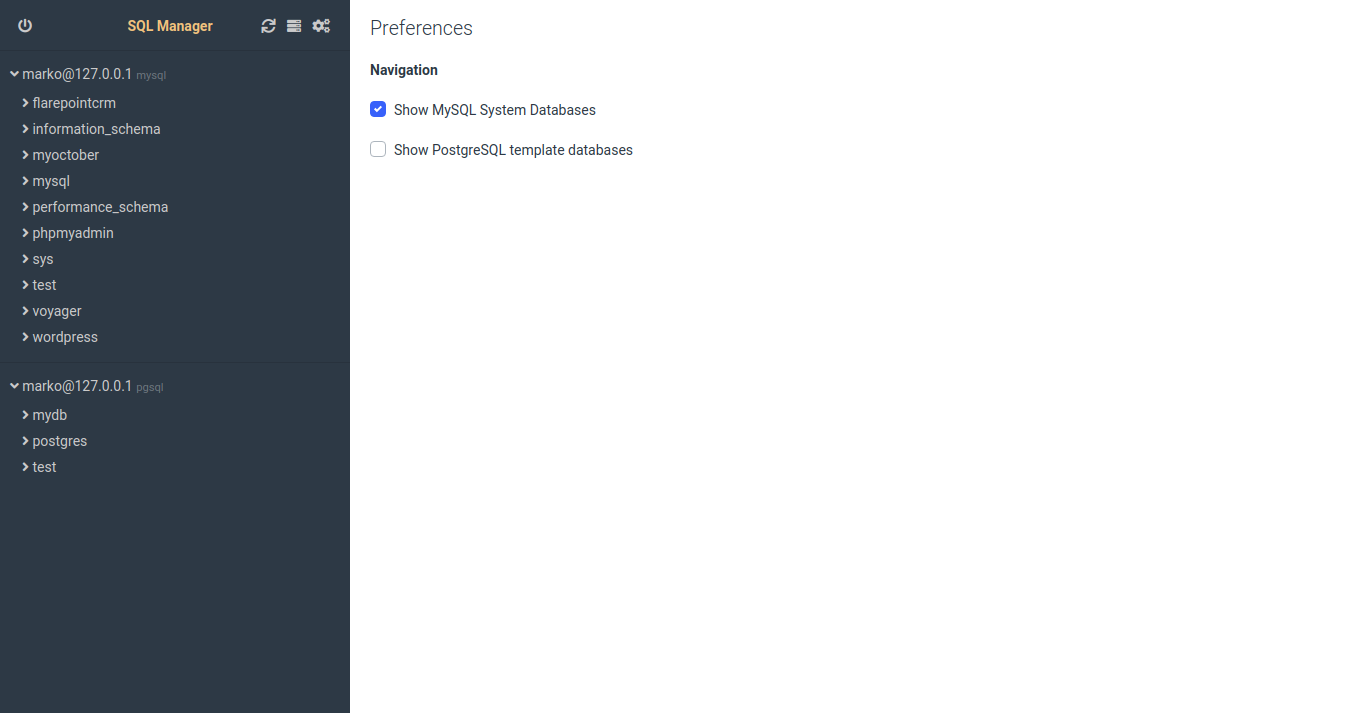 SQL Manager
marko@127.0.0.1 mysql
flarepointcrm
information_schema
myoctober
mysql
performance_schema
phpmyadmin
sys
test
voyager
wordpress
marko@127.0.0.1 pgsql
mydb
postgres
test
Preferences
Navigation
Show MySQL System Databases
Show PostgreSQL template databases